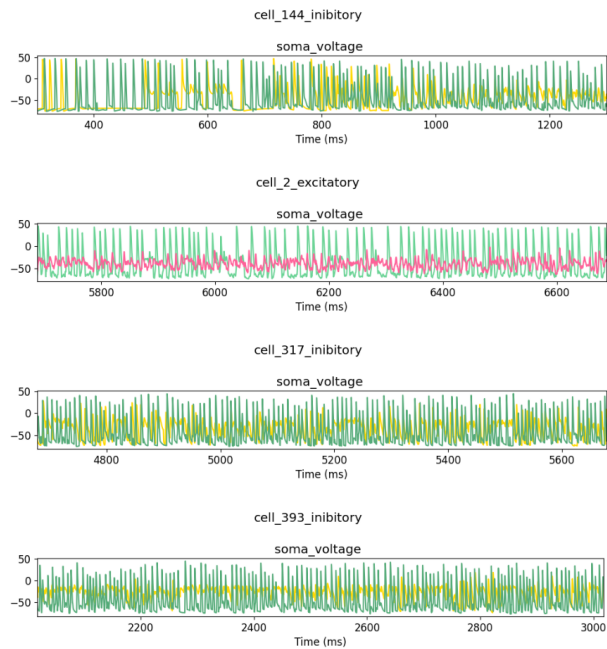 cell_144_inibitory
soma_voltage
50
0
−50
400 600 800 1000 1200
Time (ms)
cell_2_excitatory
soma_voltage
50
0
−50
5800 6000 6200 6400 6600
Time (ms)
cell_317_inibitory
soma_voltage
50
0
−50
4800 5000 5200 5400 5600
Time (ms)
cell_393_inibitory
soma_voltage
50
0
−50
2200 2400 2600 2800 3000
Time (ms)